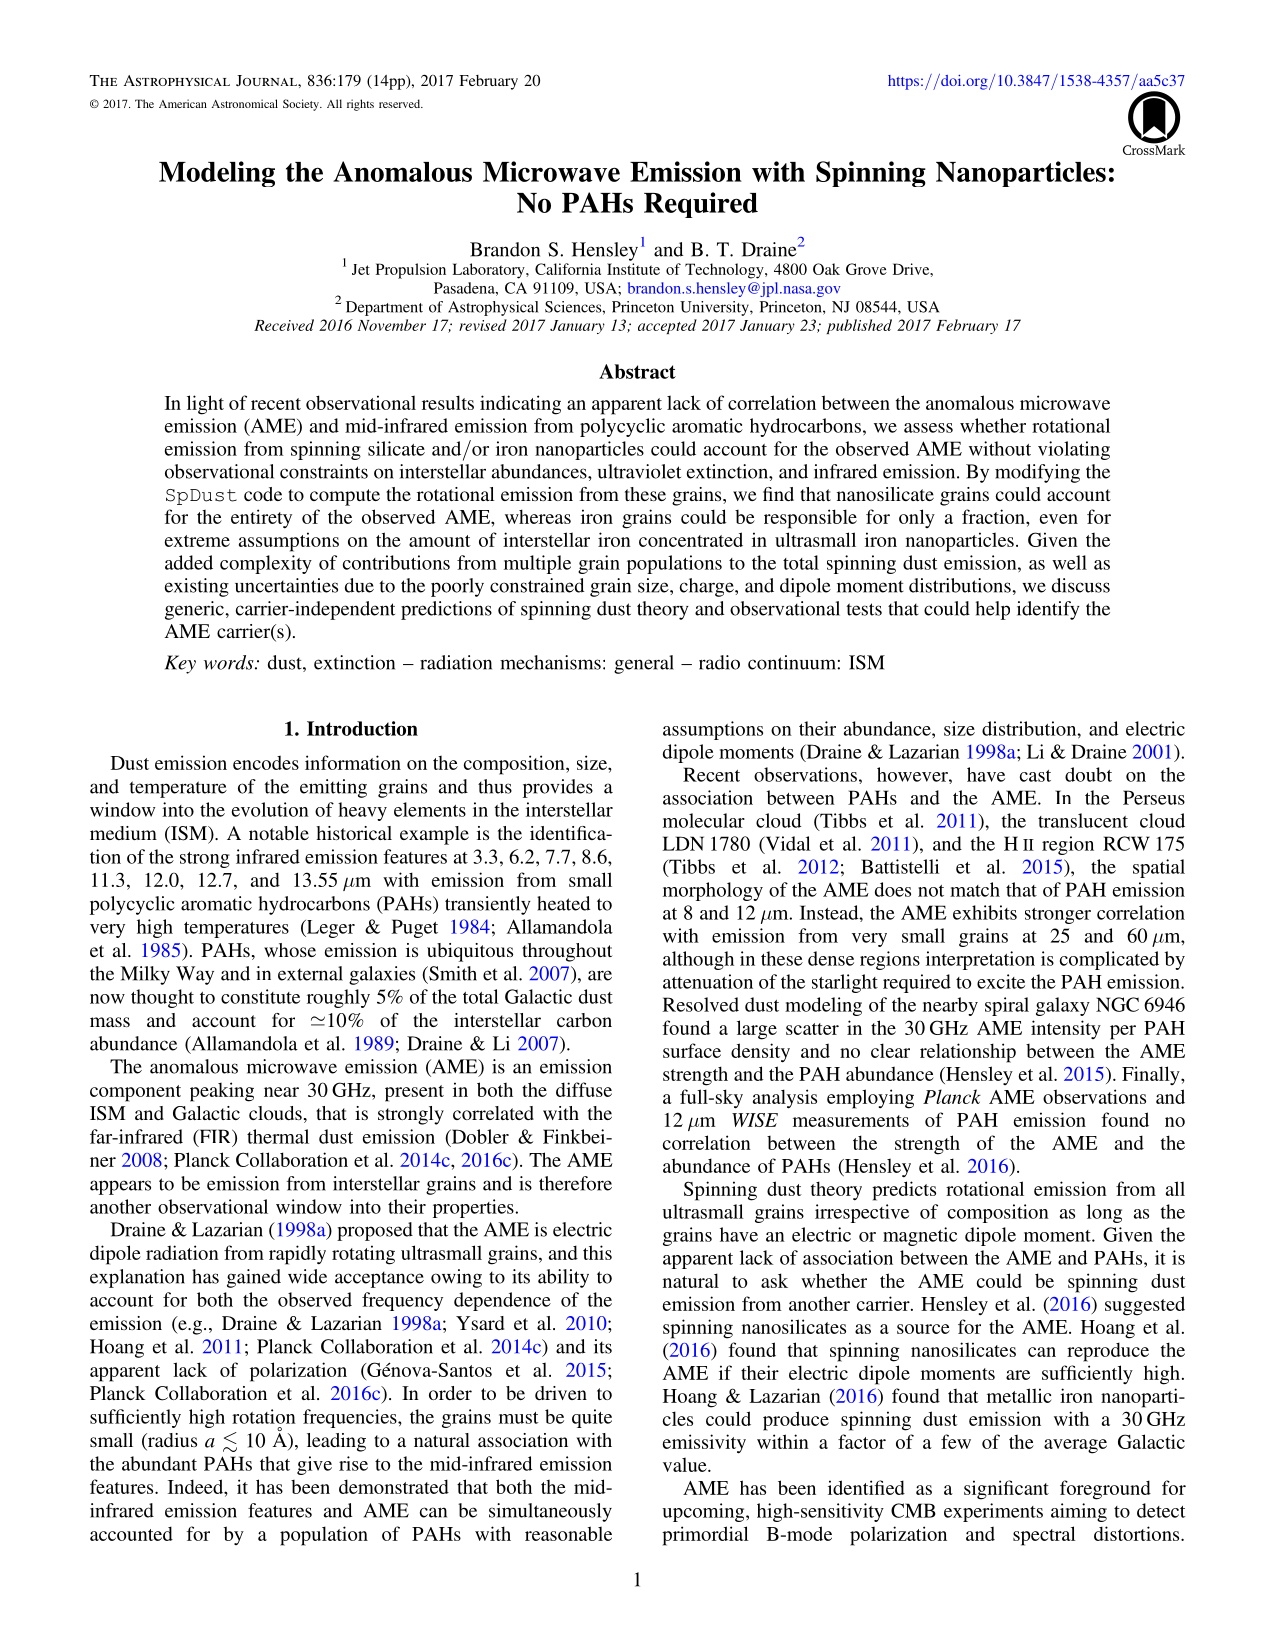 THE ASTROPHYSICAL JOURNAL, 836:179 (14pp), 2017 February 20
https://doi.org/10.3847/1538-4357/aa5c37
© 2017. The American Astronomical Society. All rights reserved.
CrossMark
Modeling the Anomalous Microwave Emission with Spinning Nanoparticles:
No PAHs Required
Brandon S. Hensley1 and B. T. Draine2
1 Jet Propulsion Laboratory, California Institute of Technology, 4800 Oak Grove Drive,
Pasadena, CA 91109, USA; brandon.s.hensley@jpl.nasa.gov
2 Department of Astrophysical Sciences, Princeton University, Princeton, NJ 08544, USA
Received 2016 November 17; revised 2017 January 13; accepted 2017 January 23; published 2017 February 17
Abstract
In light of recent observational results indicating an apparent lack of correlation between the anomalous microwave
emission (AME) and mid-infrared emission from polycyclic aromatic hydrocarbons, we assess whether rotational
emission from spinning silicate and/or iron nanoparticles could account for the observed AME without violating
observational constraints on interstellar abundances, ultraviolet extinction, and infrared emission. By modifying the
SpDust code to compute the rotational emission from these grains, we find that nanosilicate grains could account
for the entirety of the observed AME, whereas iron grains could be responsible for only a fraction, even for
extreme assumptions on the amount of interstellar iron concentrated in ultrasmall iron nanoparticles. Given the
added complexity of contributions from multiple grain populations to the total spinning dust emission, as well as
existing uncertainties due to the poorly constrained grain size, charge, and dipole moment distributions, we discuss
generic, carrier-independent predictions of spinning dust theory and observational tests that could help identify the
AME carrier(s).
Key words: dust, extinction – radiation mechanisms: general – radio continuum: ISM
1. Introduction
Dust emission encodes information on the composition, size,
and temperature of the emitting grains and thus provides a
window into the evolution of heavy elements in the interstellar
medium (ISM). A notable historical example is the identifica-
tion of the strong infrared emission features at 3.3, 6.2, 7.7, 8.6,
11.3, 12.0, 12.7, and 13.55 μm with emission from small
polycyclic aromatic hydrocarbons (PAHs) transiently heated to
very high temperatures (Leger & Puget 1984; Allamandola
et al. 1985). PAHs, whose emission is ubiquitous throughout
the Milky Way and in external galaxies (Smith et al. 2007), are
now thought to constitute roughly 5% of the total Galactic dust
mass and account for ≃10% of the interstellar carbon
abundance (Allamandola et al. 1989; Draine & Li 2007).
The anomalous microwave emission (AME) is an emission
component peaking near 30 GHz, present in both the diffuse
ISM and Galactic clouds, that is strongly correlated with the
far-infrared (FIR) thermal dust emission (Dobler & Finkbei-
ner 2008; Planck Collaboration et al. 2014c, 2016c). The AME
appears to be emission from interstellar grains and is therefore
another observational window into their properties.
Draine & Lazarian (1998a) proposed that the AME is electric
dipole radiation from rapidly rotating ultrasmall grains, and this
explanation has gained wide acceptance owing to its ability to
account for both the observed frequency dependence of the
emission (e.g., Draine & Lazarian 1998a; Ysard et al. 2010;
Hoang et al. 2011; Planck Collaboration et al. 2014c) and its
apparent lack of polarization (Génova-Santos et al. 2015;
Planck Collaboration et al. 2016c). In order to be driven to
sufficiently high rotation frequencies, the grains must be quite
small (radius a ≲ 10 Å), leading to a natural association with
the abundant PAHs that give rise to the mid-infrared emission
features. Indeed, it has been demonstrated that both the mid-
infrared emission features and AME can be simultaneously
accounted for by a population of PAHs with reasonable
assumptions on their abundance, size distribution, and electric
dipole moments (Draine & Lazarian 1998a; Li & Draine 2001).
Recent observations, however, have cast doubt on the
association between PAHs and the AME. In the Perseus
molecular cloud (Tibbs et al. 2011), the translucent cloud
LDN 1780 (Vidal et al. 2011), and the H II region RCW 175
(Tibbs et al. 2012; Battistelli et al. 2015), the spatial
morphology of the AME does not match that of PAH emission
at 8 and 12 μm. Instead, the AME exhibits stronger correlation
with emission from very small grains at 25 and 60 μm,
although in these dense regions interpretation is complicated by
attenuation of the starlight required to excite the PAH emission.
Resolved dust modeling of the nearby spiral galaxy NGC 6946
found a large scatter in the 30 GHz AME intensity per PAH
surface density and no clear relationship between the AME
strength and the PAH abundance (Hensley et al. 2015). Finally,
a full-sky analysis employing Planck AME observations and
12 μm WISE measurements of PAH emission found no
correlation between the strength of the AME and the
abundance of PAHs (Hensley et al. 2016).
Spinning dust theory predicts rotational emission from all
ultrasmall grains irrespective of composition as long as the
grains have an electric or magnetic dipole moment. Given the
apparent lack of association between the AME and PAHs, it is
natural to ask whether the AME could be spinning dust
emission from another carrier. Hensley et al. (2016) suggested
spinning nanosilicates as a source for the AME. Hoang et al.
(2016) found that spinning nanosilicates can reproduce the
AME if their electric dipole moments are sufficiently high.
Hoang & Lazarian (2016) found that metallic iron nanoparti-
cles could produce spinning dust emission with a 30 GHz
emissivity within a factor of a few of the average Galactic
value.
AME has been identified as a significant foreground for
upcoming, high-sensitivity CMB experiments aiming to detect
primordial B-mode polarization and spectral distortions.
1